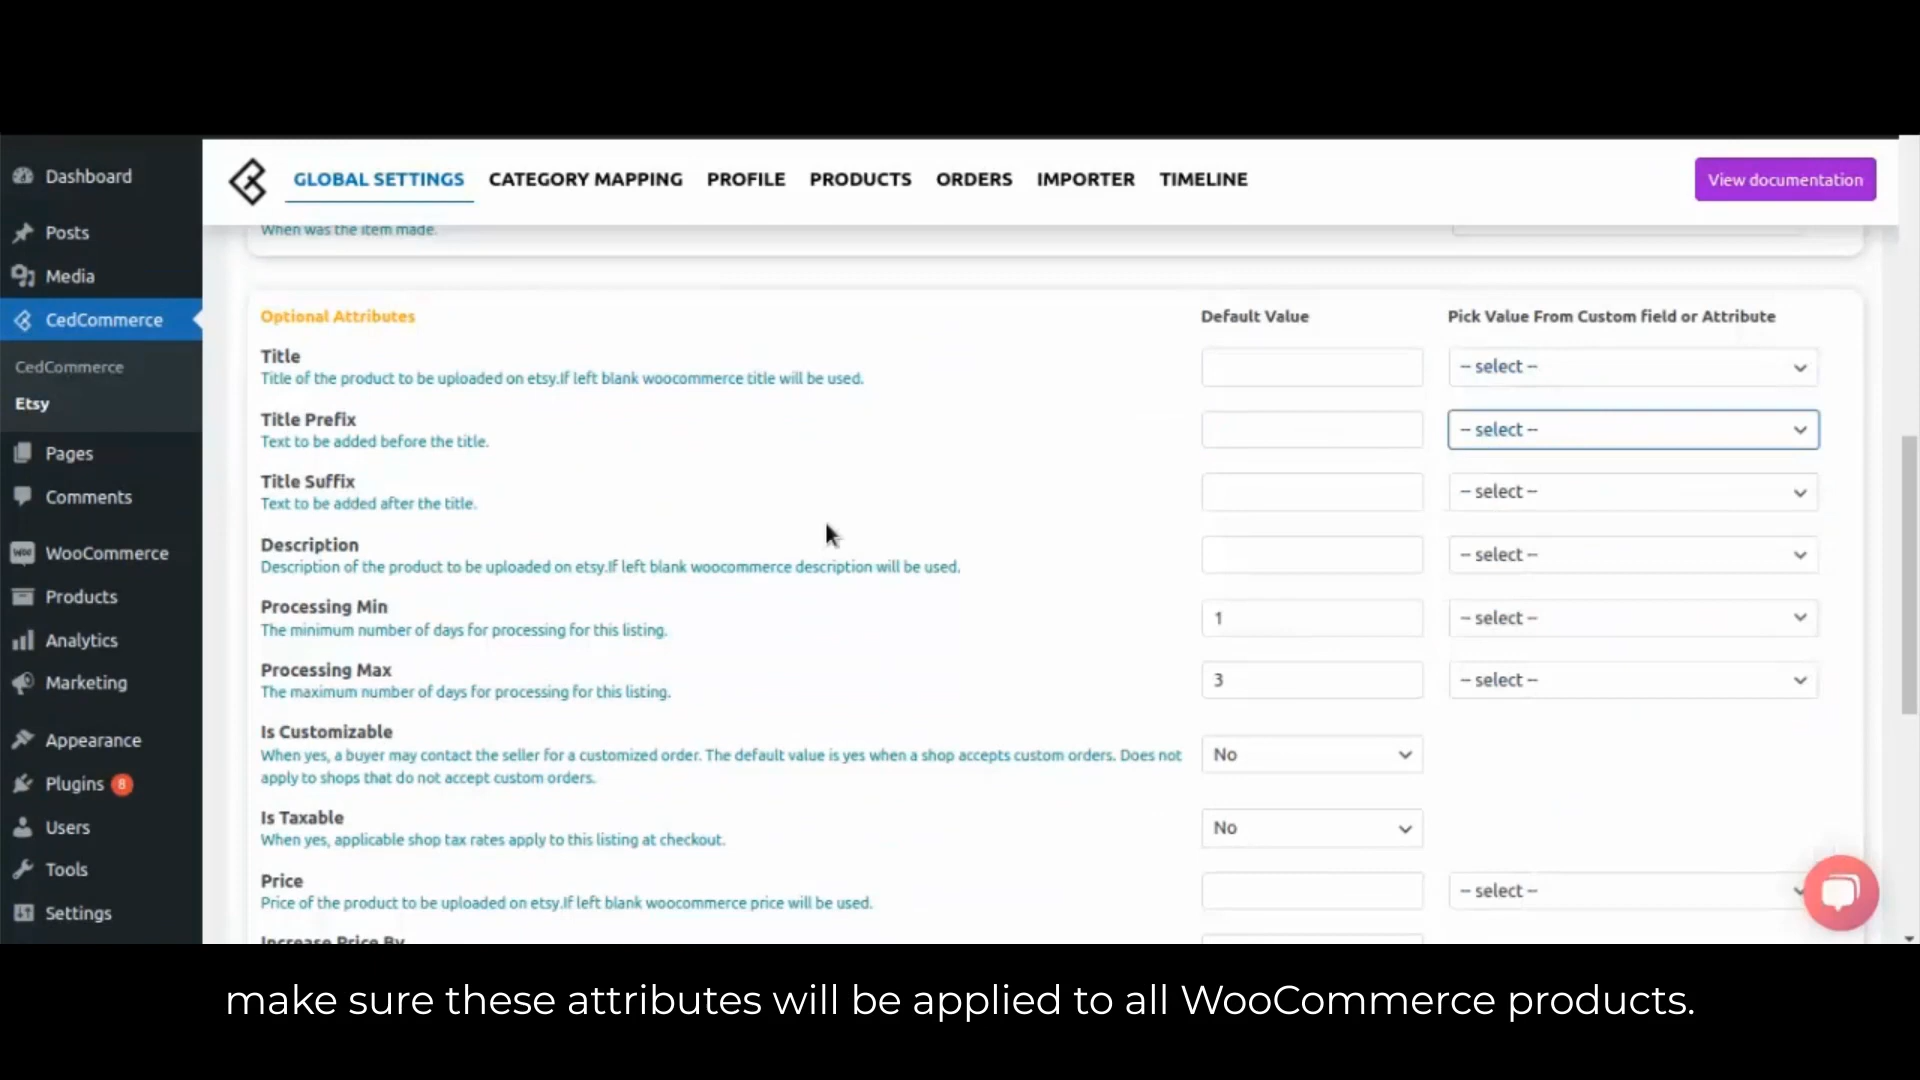 Dashboard
Posts
Media
CedCommerce
CedCommerce
Etsy
Pages
Comments
WooCommerce
Products
Analytics
Marketing
Appearance
Plugins 8
Users
Tools
Settings
GLOBAL SETTINGS CATEGORY MAPPING PROFILE PRODUCTS ORDERS IMPORTER TIMELINE View documentation
When was the item made.
Optional Attributes Default Value Pick Value From Custom field or Attribute
Title -- select --
Title of the product to be uploaded on etsy.If left blank woocommerce title will be used.
Title Prefix -- select --
Text to be added before the title.
Title Suffix -- select --
Text to be added after the title.
Description -- select --
Description of the product to be uploaded on etsy.If left blank woocommerce description will be used.
Processing Min 1 -- select --
The minimum number of days for processing for this listing.
Processing Max 3 -- select --
The maximum number of days for processing for this listing.
Is Customizable
When yes, a buyer may contact the seller for a customized order. The default value is yes when a shop accepts custom orders. Does not No
apply to shops that do not accept custom orders.
Is Taxable No
When yes, applicable shop tax rates apply to this listing at checkout.
Price -- select --
Price of the product to be uploaded on etsy.If left blank woocommerce price will be used.
Increase Price By
make sure these attributes will be applied to all WooCommerce products.